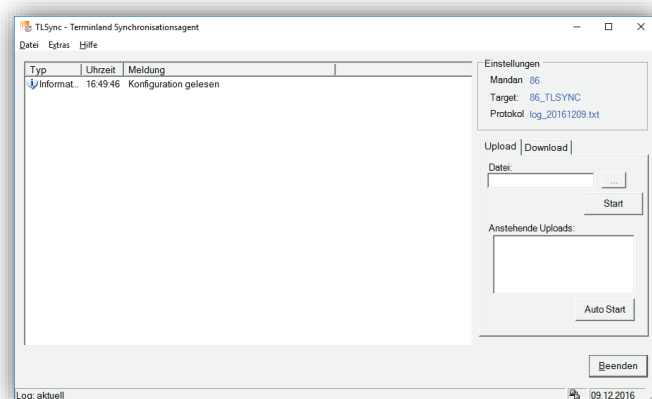 TLSync - Terminland Synchronisationsagent
Datei Extras Hilfe
Typ Uhrzeit Meldung
Informat... 16:49:46 Konfiguration gelesen
Einstellungen
Mandan 86
Target: 86_TLSYNC
Protokol log_20161209.txt
Upload Download
Datei:
...
Start
Anstehende Uploads:
Auto Start
Beenden
Log: aktuell 09.12.2016